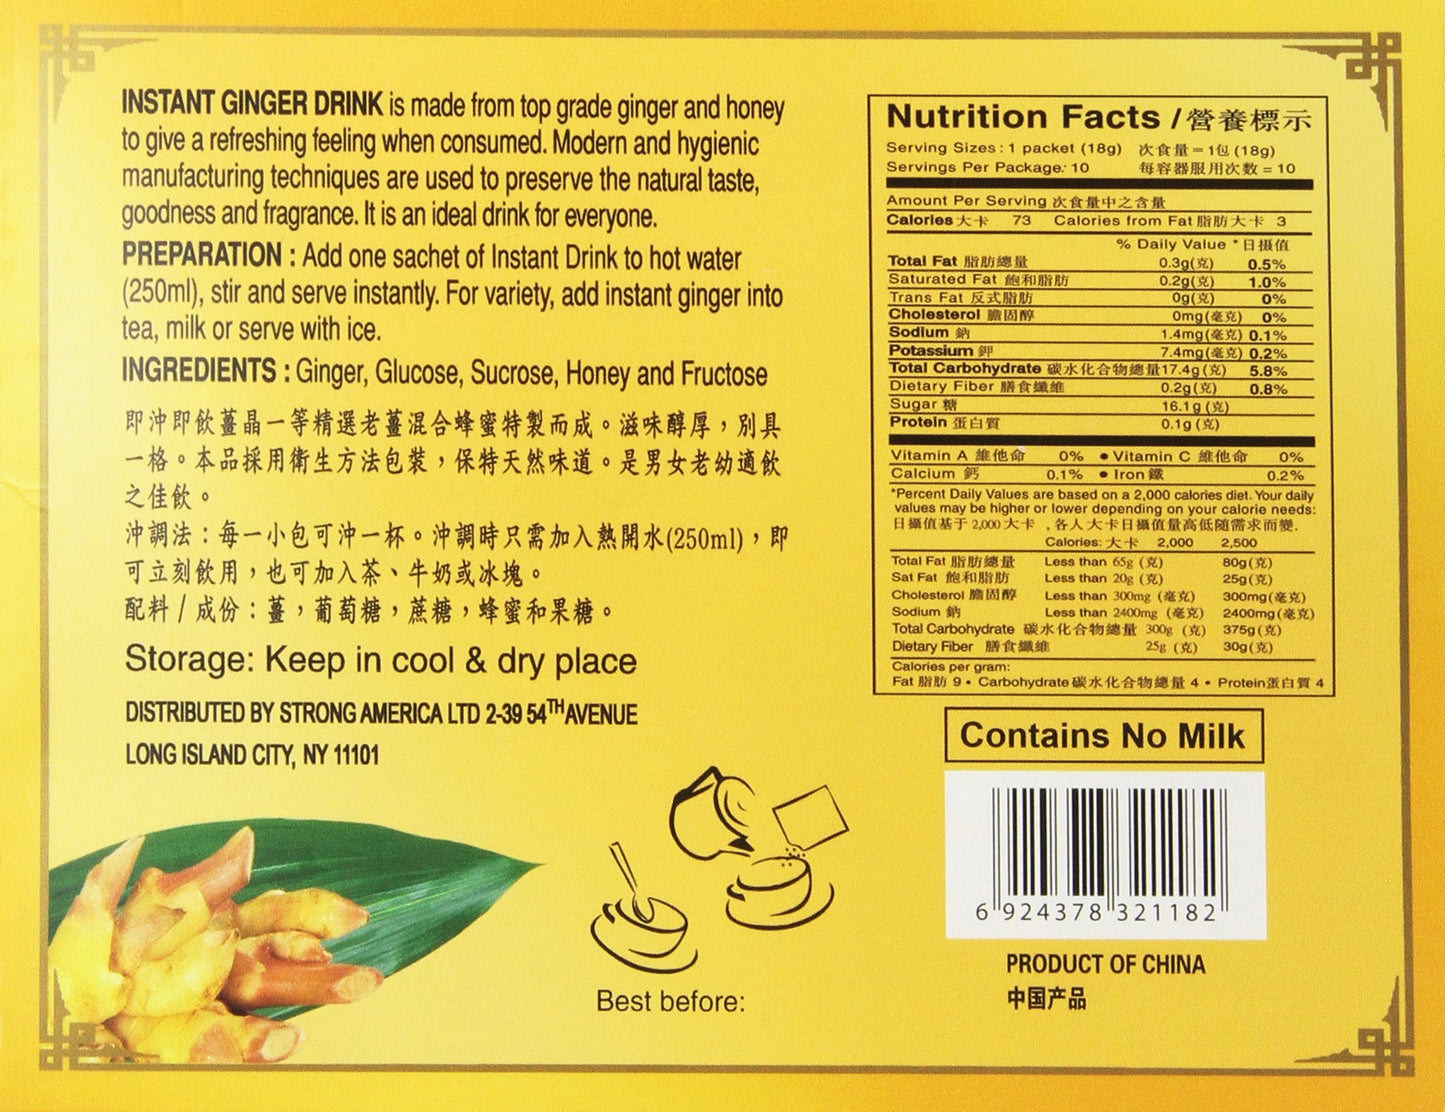 INSTANT GINGER DRINK is made from top grade ginger and honey
to give a refreshing feeling when consumed. Modern and hygienic
manufacturing techniques are used to preserve the natural taste,
goodness and fragrance. It is an ideal drink for everyone.
PREPARATION : Add one sachet of Instant Drink to hot water
(250ml), stir and serve instantly. For variety, add instant ginger into
tea, milk or serve with ice.
INGREDIENTS : Ginger, Glucose, Sucrose, Honey and Fructose
即沖即飲薑晶一等精選老薑混合蜂蜜特製而成。滋味醇厚，別具
一格。本品採用衛生方法包裝，保特天然味道。是男女老幼適飲
之佳飲。
沖調法：每一小包可沖一杯。沖調時只需加入熱開水(250ml)，即
可立刻飲用，也可加入茶、牛奶或冰塊。
配料 / 成份：薑，葡萄糖，蔗糖，蜂蜜和果糖。
Storage: Keep in cool & dry place
DISTRIBUTED BY STRONG AMERICA LTD 2-39 54TH AVENUE
LONG ISLAND CITY, NY 11101
Best before:
Nutrition Facts / 營養標示
Serving Sizes : 1 packet (18g) 次食量 = 1包 (18g)
Servings Per Package: 10 每容器服用次数 = 10
Amount Per Serving 次食量中之含量
Calories 大卡 73 Calories from Fat 脂肪大卡 3
% Daily Value * 日摄值
Total Fat 脂肪總量 0.3g(克) 0.5%
Saturated Fat 飽和脂肪 0.2g(克) 1.0%
Trans Fat 反式脂肪 0g(克) 0%
Cholesterol 膽固醇 0mg(毫克) 0%
Sodium 鈉 1.4mg(毫克) 0.1%
Potassium 鉀 7.4mg(毫克) 0.2%
Total Carbohydrate 碳水化合物總量 17.4g(克) 5.8%
Dietary Fiber 膳食纖維 0.2g(克) 0.8%
Sugar 糖 16.1g (克)
Protein 蛋白質 0.1g (克)
Vitamin A 維他命 0% • Vitamin C 維他命 0%
Calcium 鈣 0.1% • Iron 鐵 0.2%
*Percent Daily Values are based on a 2,000 calories diet. Your daily
values may be higher or lower depending on your calorie needs:
日攝值基于 2,000 大卡 , 各人大卡日攝值量高低随需求而變.
Calories: 大卡 2,000 2,500
Total Fat 脂肪總量 Less than 65g (克) 80g(克)
Sat Fat 飽和脂肪 Less than 20g (克) 25g(克)
Cholesterol 膽固醇 Less than 300mg (毫克) 300mg(毫克)
Sodium 鈉 Less than 2400mg (毫克) 2400mg(毫克)
Total Carbohydrate 碳水化合物總量 300g (克) 375g(克)
Dietary Fiber 膳食纖維 25g (克) 30g(克)
Calories per gram:
Fat 脂肪 9 • Carbohydrate 碳水化合物總量 4 • Protein蛋白質 4
Contains No Milk
6 924378 321182
PRODUCT OF CHINA
中国产品